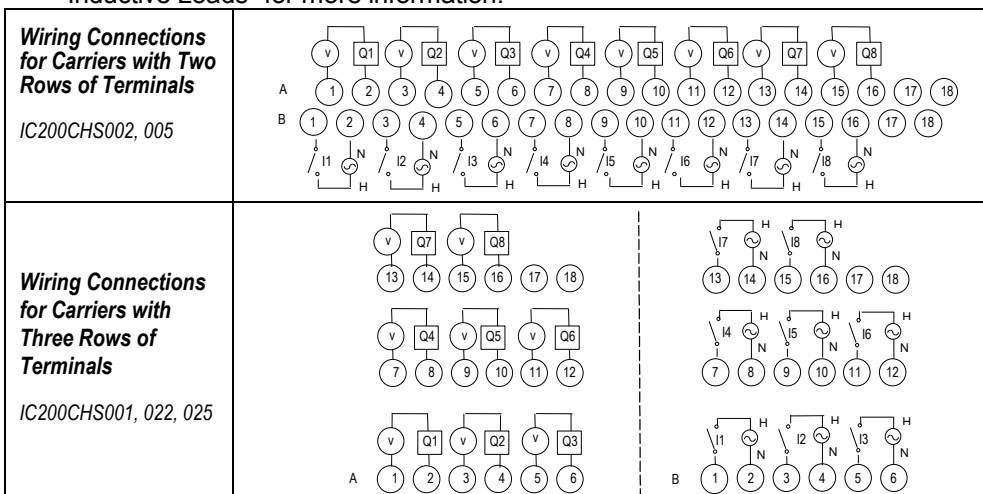 Inductive Loads" for more information.
Wiring Connections
for Carriers with Two
Rows of Terminals
IC200CHS002, 005
V Q1 V Q2 V Q3 V Q4 V Q5 V Q6 V Q7 V Q8
A 1 2 3 4 5 6 7 8 9 10 11 12 13 14 15 16 17 18
B 1 2 3 4 5 6 7 8 9 10 11 12 13 14 15 16 17 18
I1 N I2 N I3 N I4 N I5 N I6 N I7 N I8 N
H H H H H H H H
Wiring Connections
for Carriers with
Three Rows of
Terminals
IC200CHS001, 022, 025
V Q7 V Q8
13 14 15 16 17 18
V Q4 V Q5 V Q6
7 8 9 10 11 12
V Q1 V Q2 V Q3
A 1 2 3 4 5 6
H H
I7 I8
N N
13 14 15 16 17 18
H H H
I4 I5 I6
N N N
7 8 9 10 11 12
H H H
I1 I2 I3
N N N
B 1 2 3 4 5 6